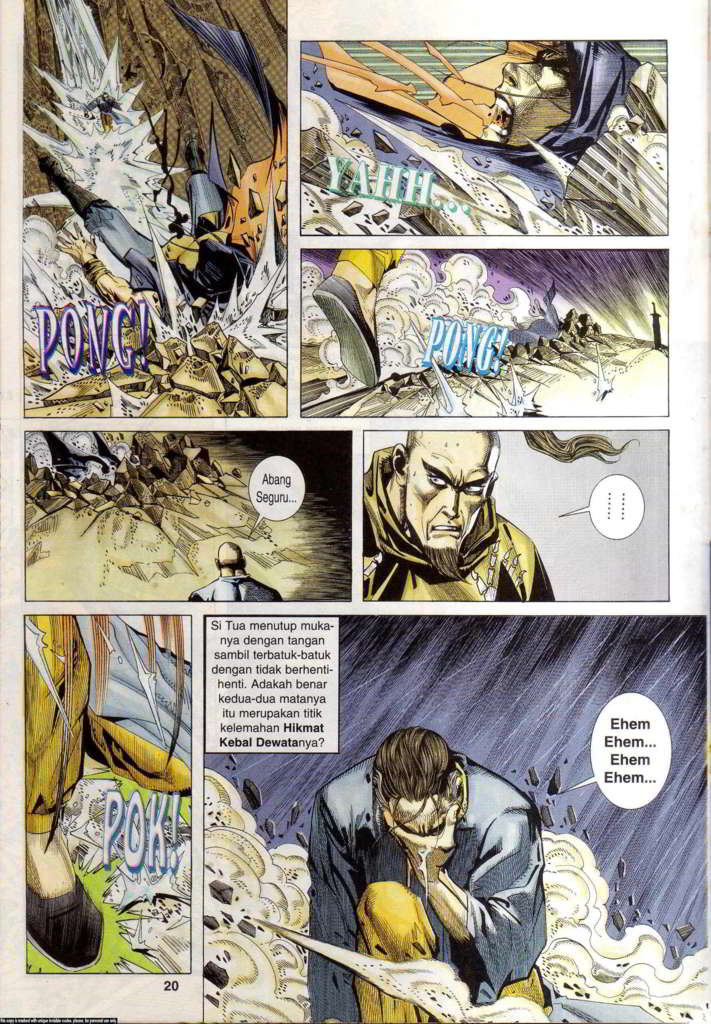 PONG!
YAHH...
PONG!
Abang
Seguru...
POK!
Si Tua menutup muka-
nya dengan tangan
sambil terbatuk-batuk
dengan tidak berhenti-
henti. Adakah benar
kedua-dua matanya
itu merupakan titik
kelemahan Hikmat
Kebal Dewatanya?
Ehem
Ehem...
Ehem
Ehem...
20